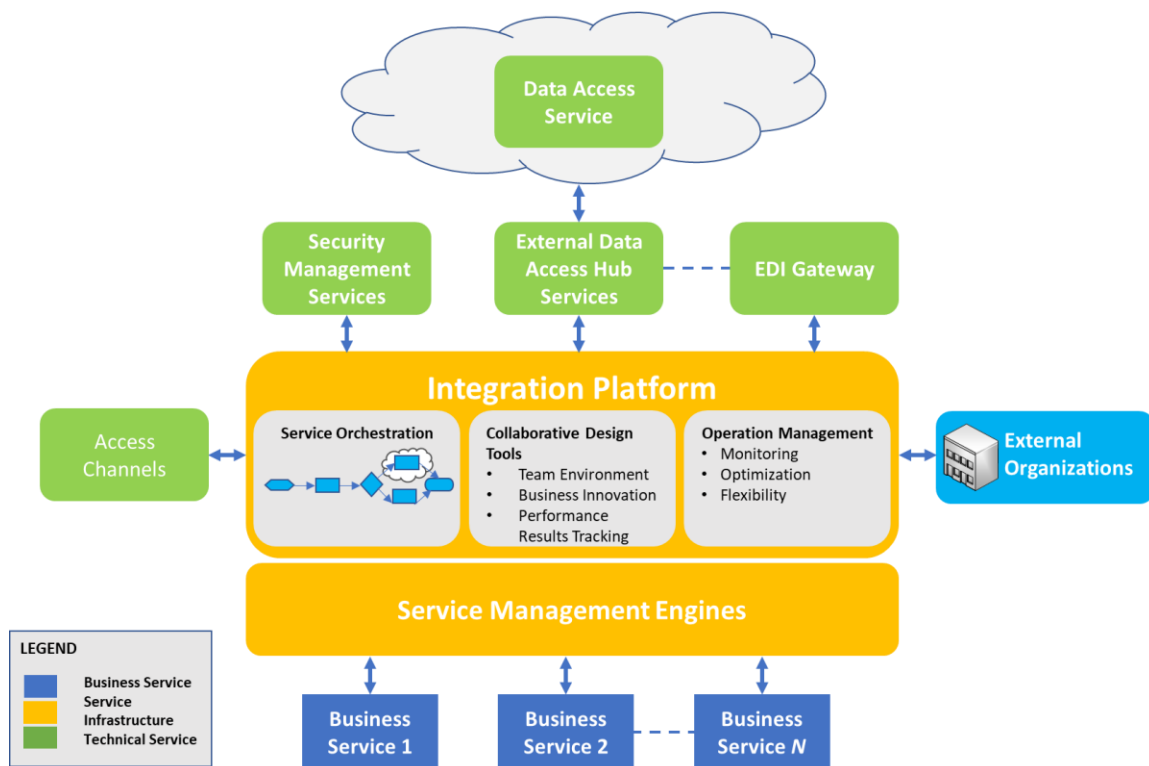 Data Access
Service
Security
Management
Services
External Data
Access Hub
Services
EDI Gateway
Integration Platform
Access
Channels
Service Orchestration
Collaborative Design
Tools
• Team Environment
• Business Innovation
• Performance
Results Tracking
Operation Management
• Monitoring
• Optimization
• Flexibility
External
Organizations
Service Management Engines
LEGEND
Business Service
Service
Infrastructure
Technical Service
Business
Service 1
Business
Service 2
Business
Service N